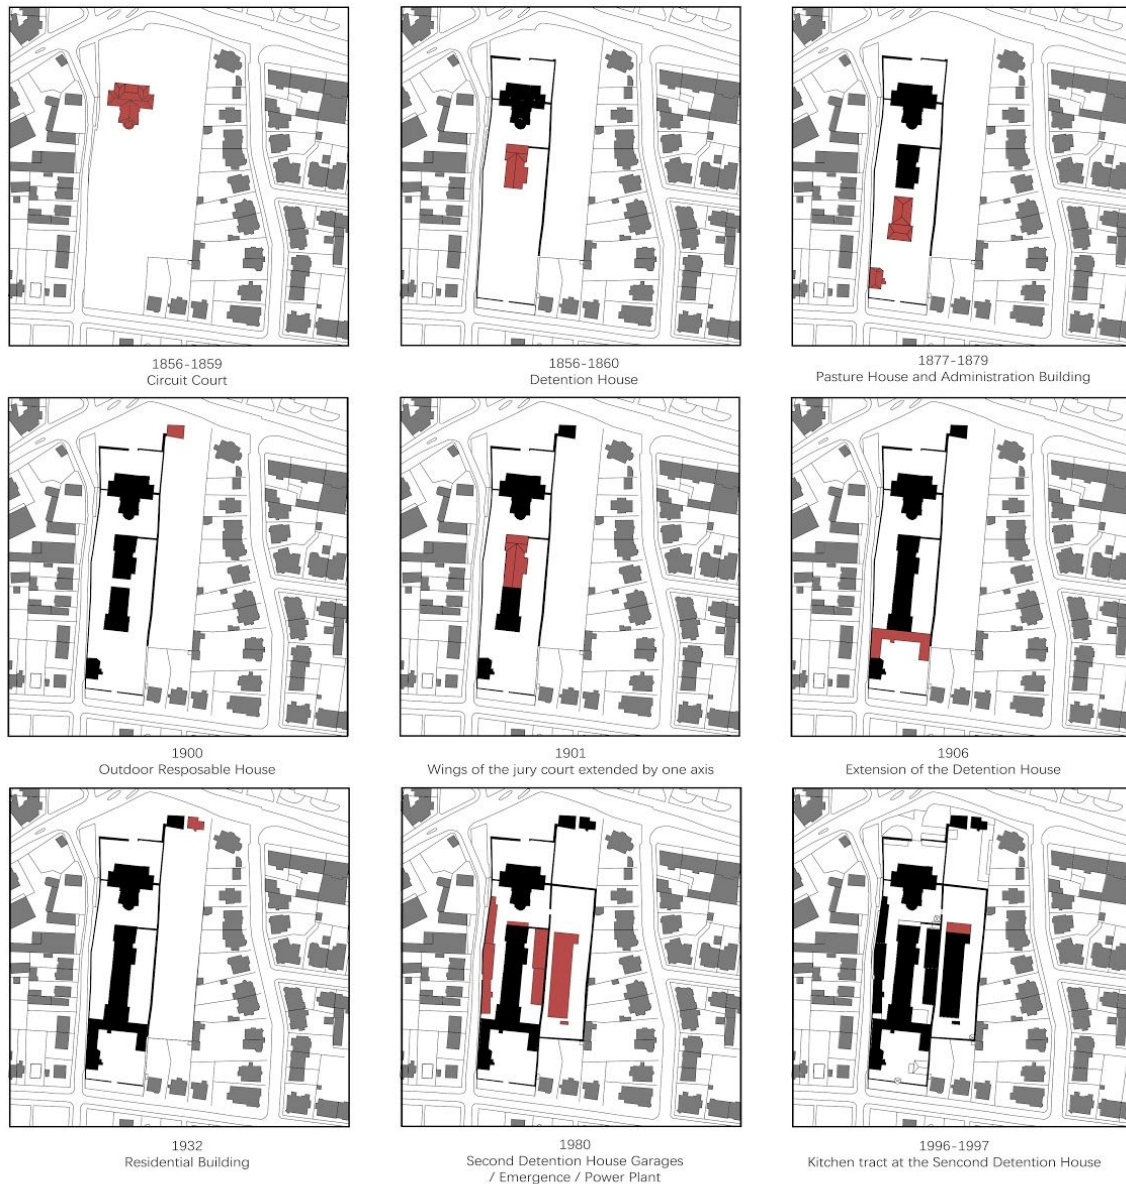 1856-1859
Circuit Court
1856-1860
Detention House
1877-1879
Pasture House and Administration Building
1900
Outdoor Resposable House
1901
Wings of the jury court extended by one axis
1906
Extension of the Detention House
1932
Residential Building
1980
Second Detention House Garages
/ Emergence / Power Plant
1996-1997
Kitchen tract at the Sencond Detention House